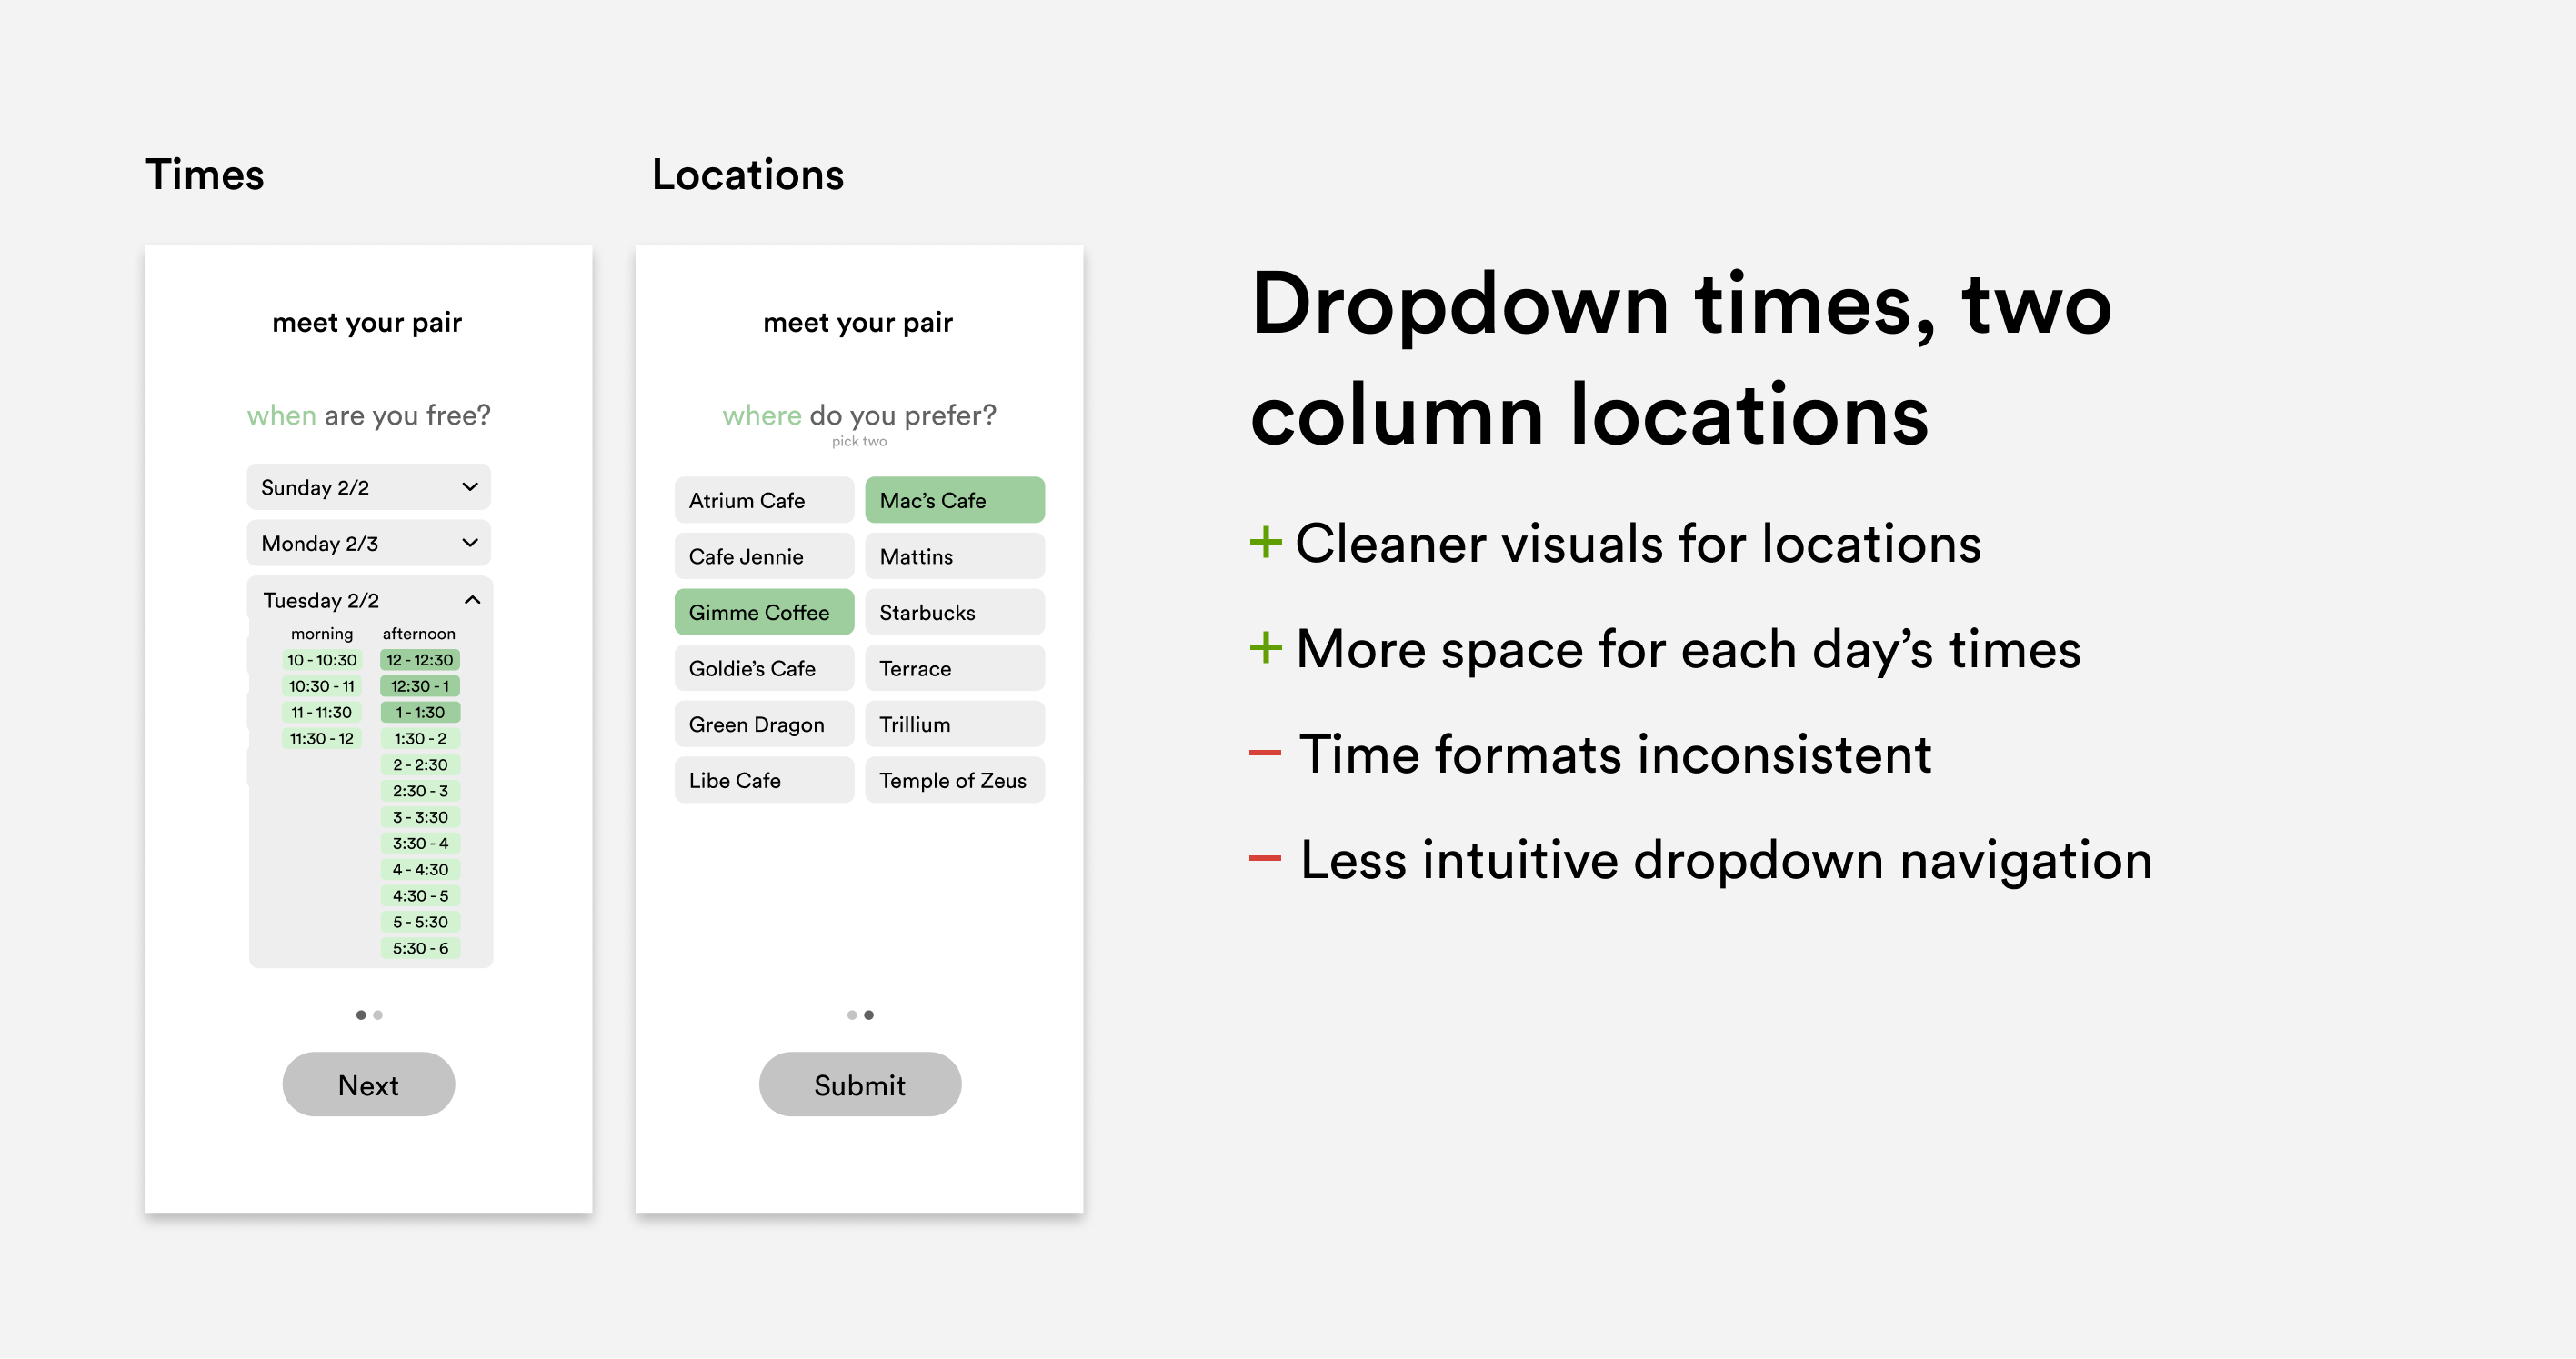 Times
meet your pair
when are you free?
Sunday 2/2
Monday 2/3
Tuesday 2/2
morning
10 - 10:30
10:30 - 11
11 - 11:30
11:30 - 12
afternoon
12 - 12:30
12:30 - 1
1 - 1:30
1:30 - 2
2 - 2:30
2:30 - 3
3 - 3:30
3:30 - 4
4 - 4:30
4:30 - 5
5 - 5:30
5:30 - 6
Next
Locations
meet your pair
where do you prefer?
pick two
Atrium Cafe
Cafe Jennie
Gimme Coffee
Goldie’s Cafe
Green Dragon
Libe Cafe
Mac’s Cafe
Mattins
Starbucks
Terrace
Trillium
Temple of Zeus
Submit
Dropdown times, two
column locations
+ Cleaner visuals for locations
+ More space for each day’s times
– Time formats inconsistent
– Less intuitive dropdown navigation